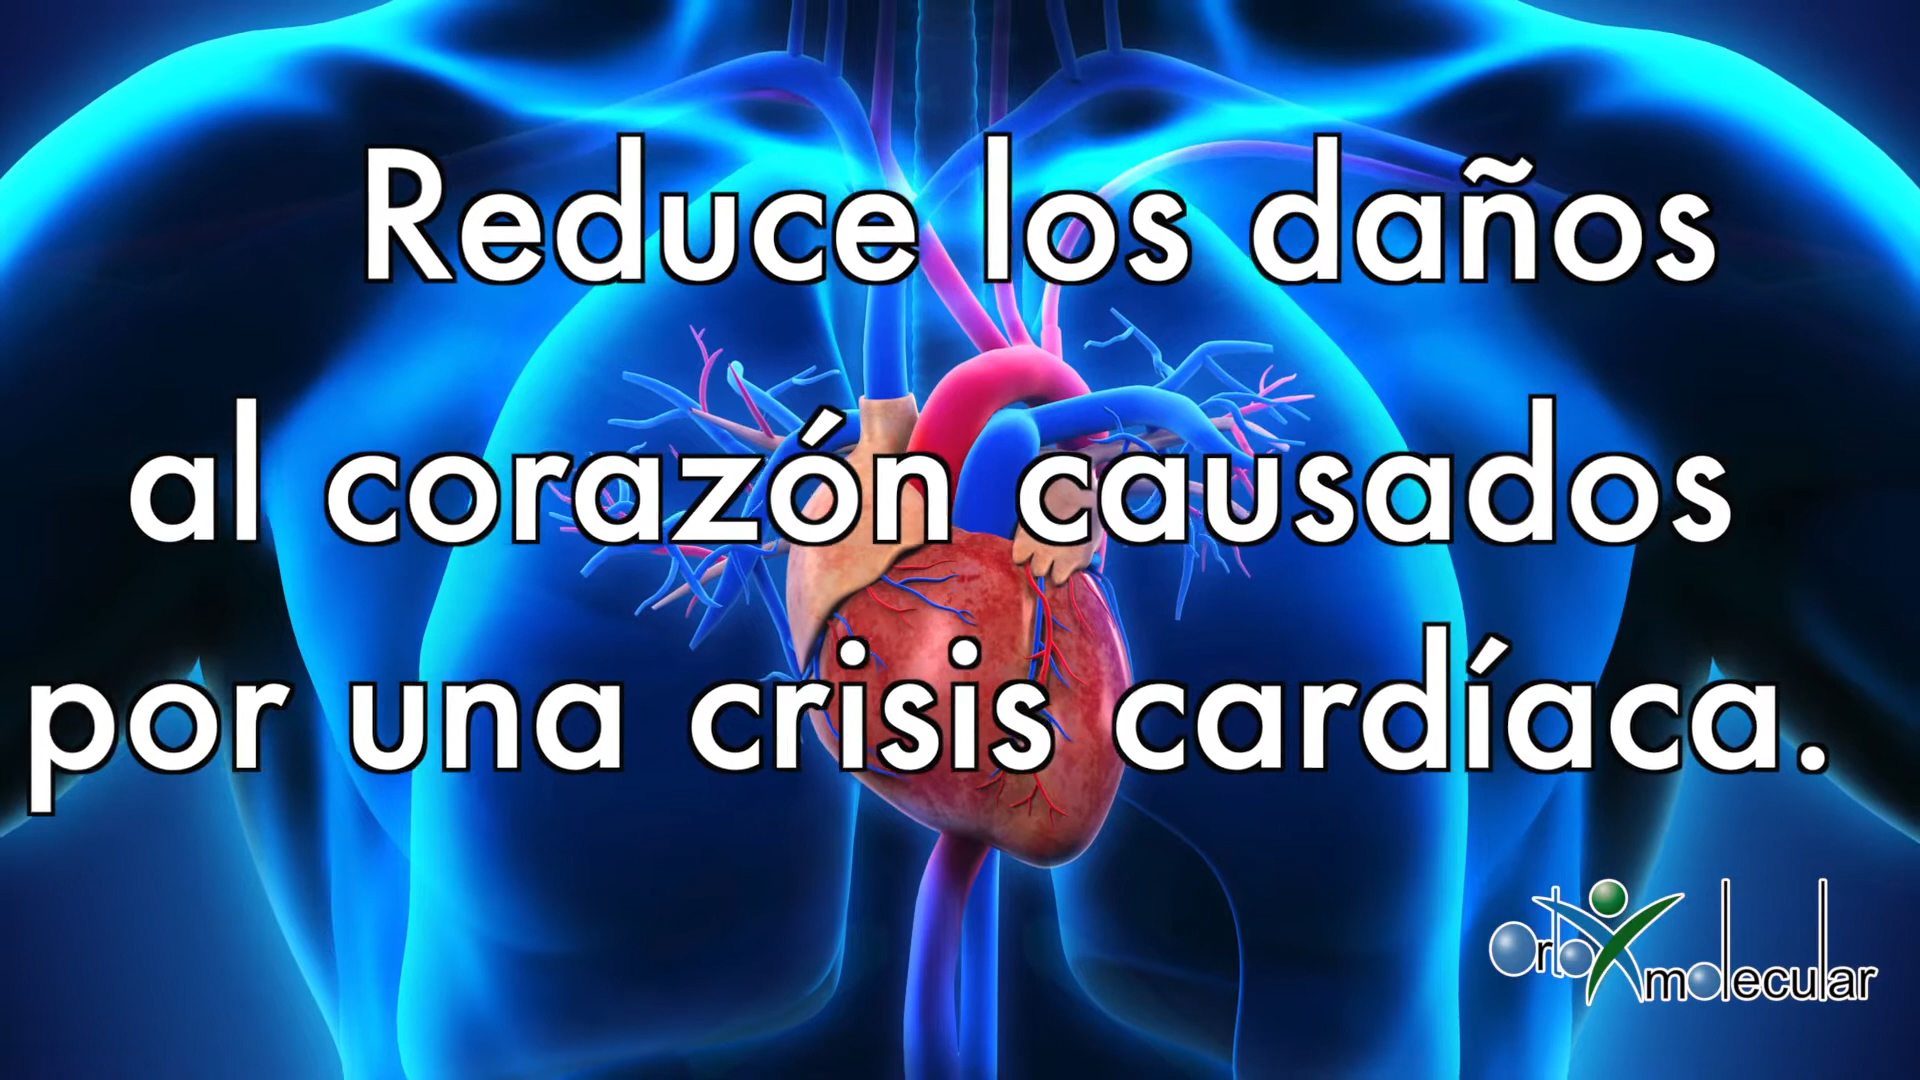 Reduce los daños
al corazón causados
por una crisis cardíaca.
Orto molecular